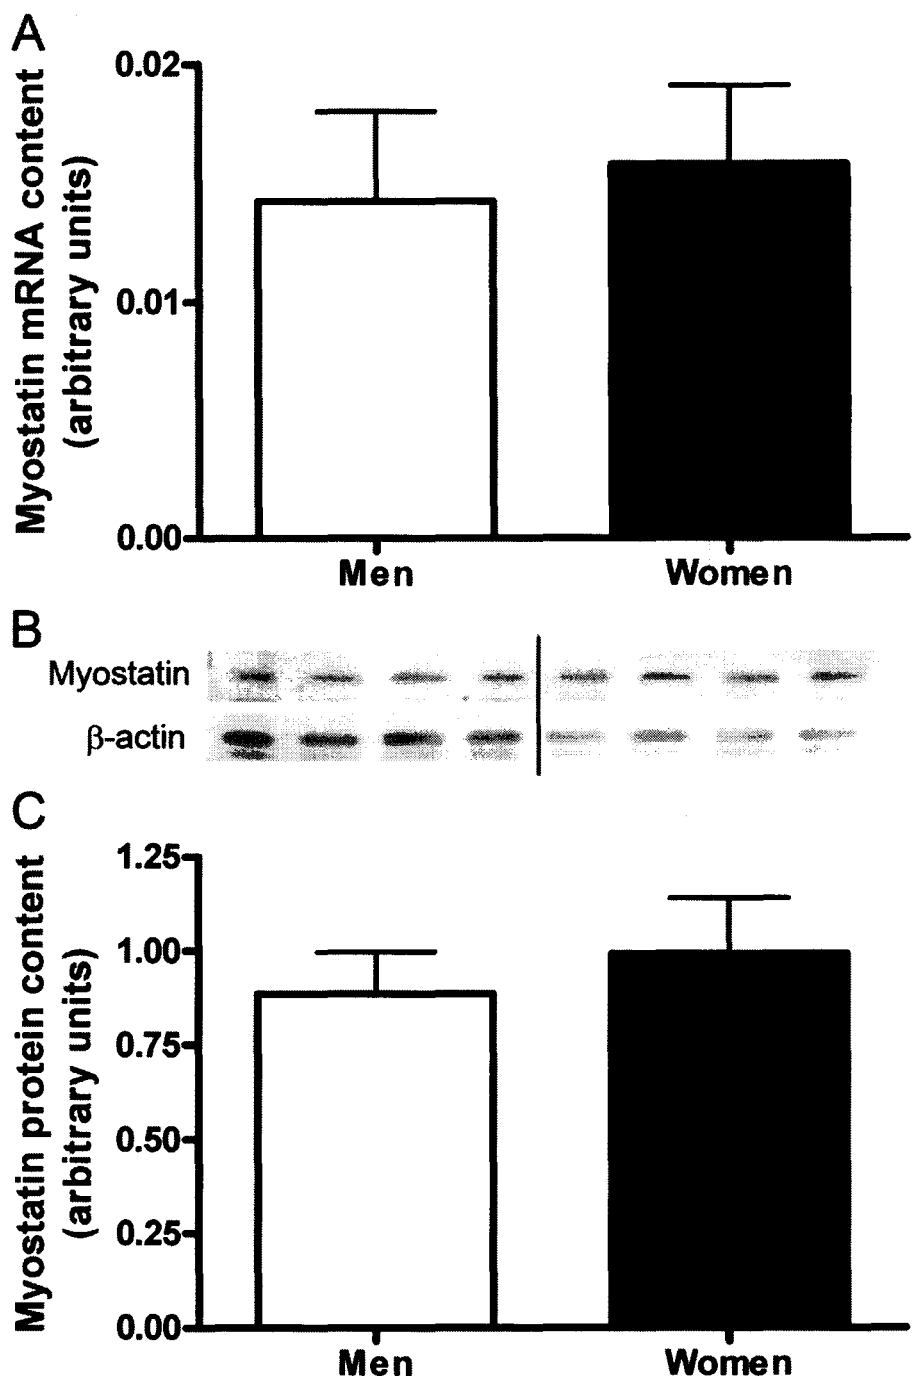 A
Myostatin mRNA content
(arbitrary units)
0.02
0.01
0.00
Men
Women
B
Myostatin
β-actin
C
Myostatin protein content
(arbitrary units)
1.25
1.00
0.75
0.50
0.25
0.00
Men
Women